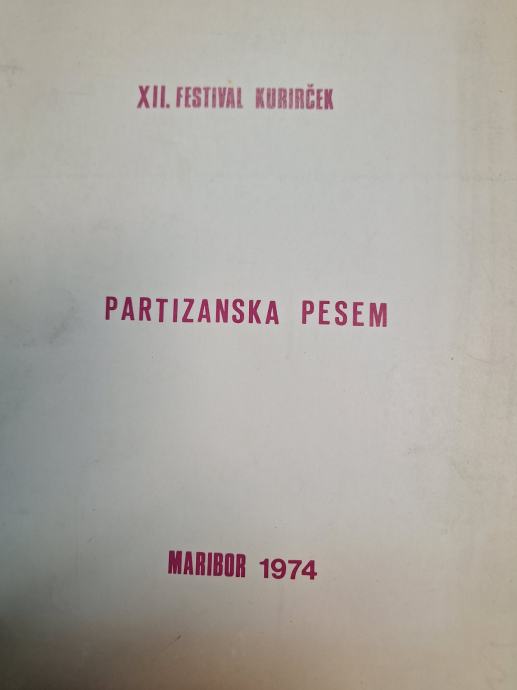 XII. FESTIVAL KURIRČEK
PARTIZANSKA PESEM
MARIBOR 1974